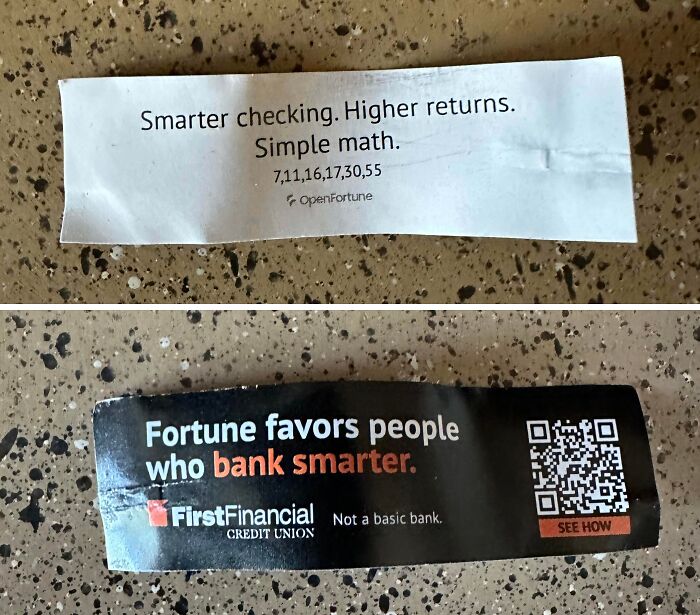 Smarter checking. Higher returns.
Simple math.
7,11,16,17,30,55
OpenFortune
Fortune favors people
who bank smarter.
FirstFinancial
CREDIT UNION
Not a basic bank.
SEE HOW